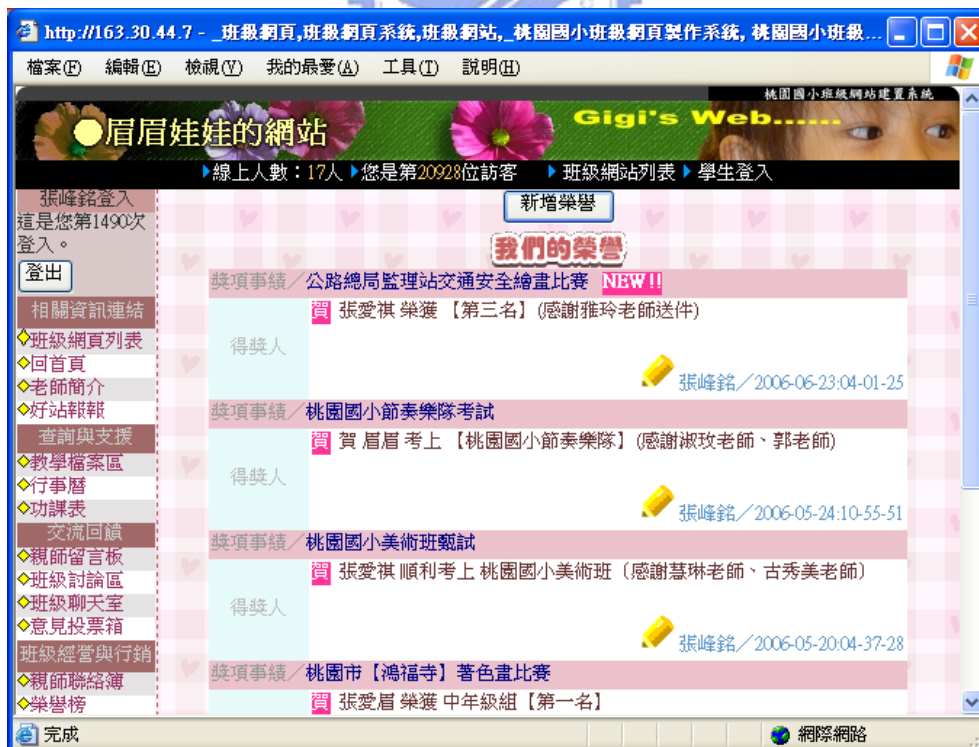 http://163.30.44.7 - _班級網頁,班級網頁系統,班級網站,_桃園國小班級網頁製作系統, 桃園國小班級...
檔案(F) 編輯(E) 檢視(V) 我的最愛(A) 工具(T) 說明(H)
桃園國小班級網站建置系統
眉眉娃娃的網站
Gigi's Web......
線上人數：17人 您是第20928位訪客 班級網站列表 學生登入
張峰銘登入
這是您第1490次
登入。
登出
相關資訊連結
班級網頁列表
回首頁
老師簡介
好站報報
查詢與支援
教學檔案區
行事曆
功課表
交流回饋
親師留言板
班級討論區
班級聊天室
意見投票箱
班級經營與行銷
親師聯絡簿
榮譽榜
新增榮譽
我們的榮譽
獎項事績／公路總局監理站交通安全繪畫比賽 NEW!!
得獎人
賀 張愛祺 榮獲 【第三名】(感謝雅玲老師送件)
張峰銘／2006-06-23:04-01-25
獎項事績／桃園國小節奏樂隊考試
得獎人
賀 賀 眉眉 考上 【桃園國小節奏樂隊】(感謝淑玫老師、郭老師)
張峰銘／2006-05-24:10-55-51
獎項事績／桃園國小美術班甄試
得獎人
賀 張愛祺 順利考上 桃園國小美術班〔感謝慧琳老師、古秀美老師〕
張峰銘／2006-05-20:04-37-28
獎項事績／桃園市【鴻福寺】著色畫比賽
賀 張愛眉 榮獲 中年級組【第一名】
完成
網際網路